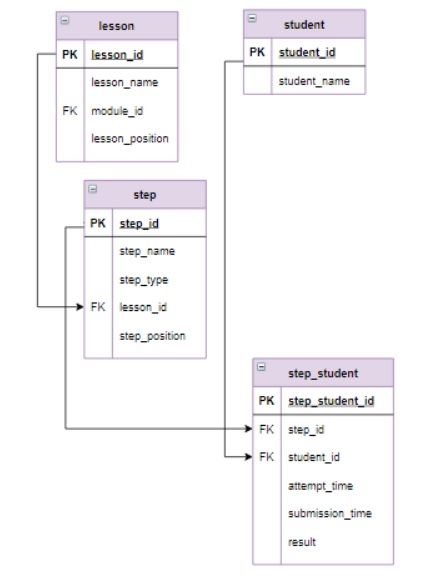 lesson
PK lesson_id
lesson_name
FK module_id
lesson_position
student
PK student_id
student_name
step
PK step_id
step_name
step_type
FK lesson_id
step_position
step_student
PK step_student_id
FK step_id
FK student_id
attempt_time
submission_time
result